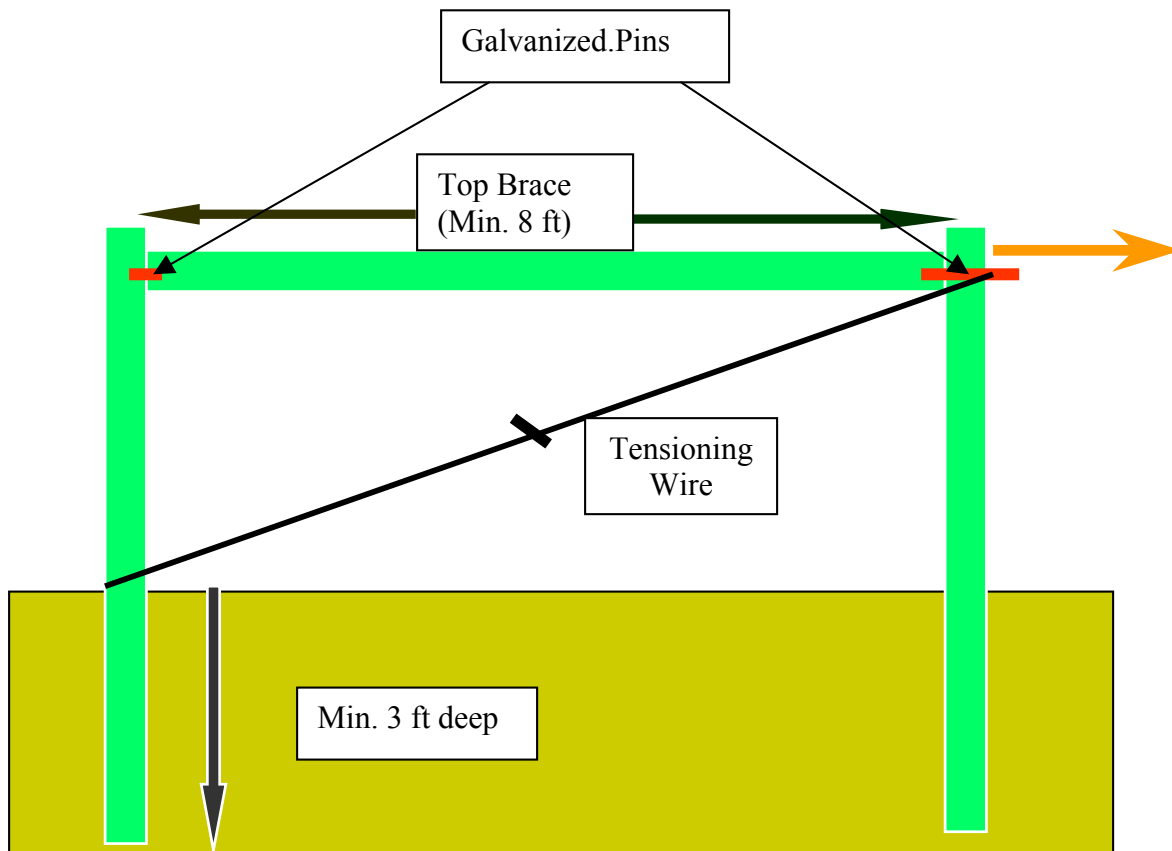 Galvanized.Pins
Top Brace
(Min. 8 ft)
Tensioning
Wire
Min. 3 ft deep